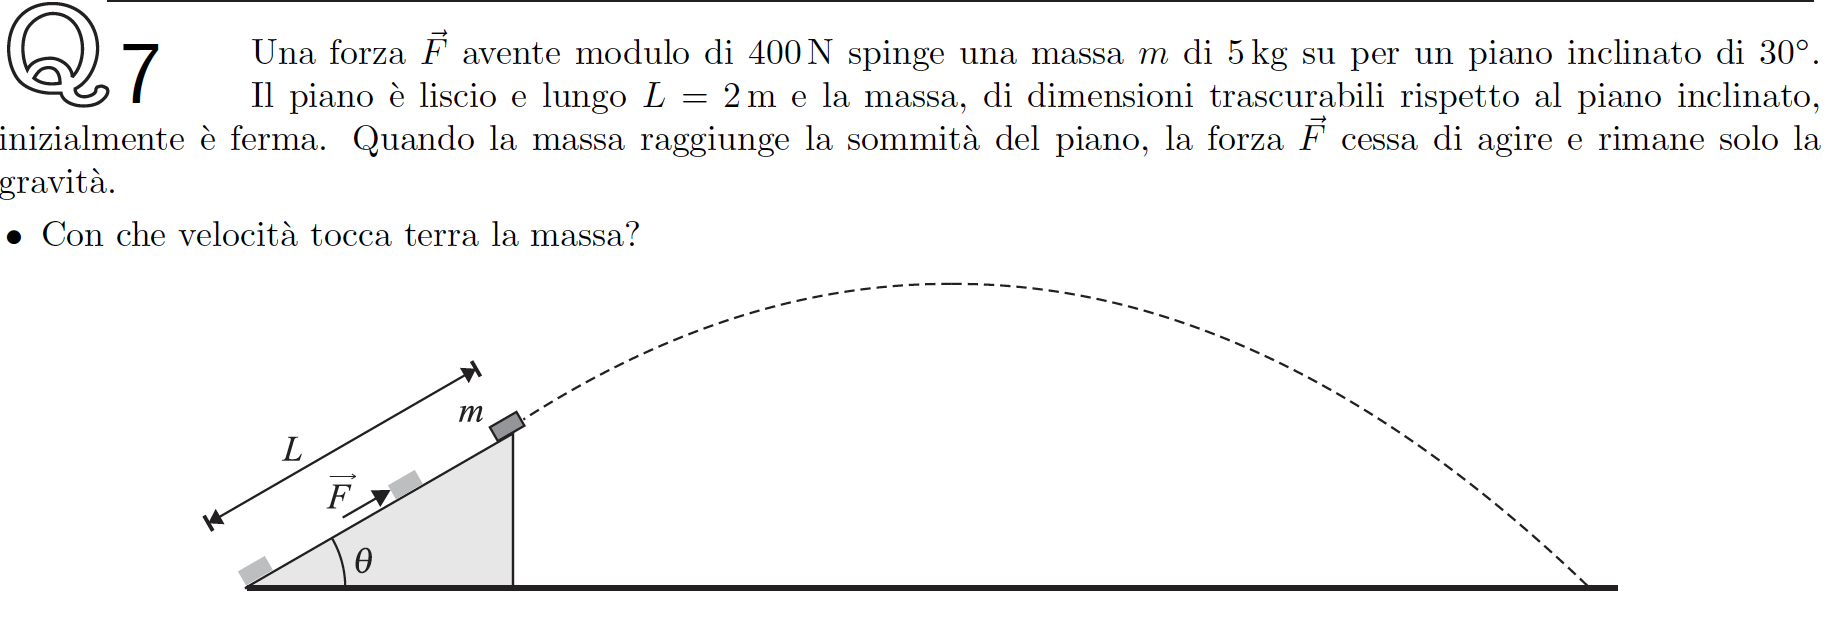 Q 7 Una forza F⃗ avente modulo di 400 N spinge una massa m di 5 kg su per un piano inclinato di 30°.
Il piano è liscio e lungo L = 2 m e la massa, di dimensioni trascurabili rispetto al piano inclinato,
inizialmente è ferma. Quando la massa raggiunge la sommità del piano, la forza F⃗ cessa di agire e rimane solo la
gravità.
• Con che velocità tocca terra la massa?
m
L
F⃗
θ